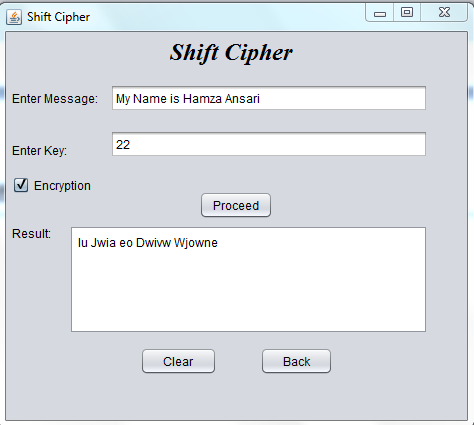 Shift Cipher
Shift Cipher
Enter Message: My Name is Hamza Ansari
Enter Key: 22
Encryption
Proceed
Result: Iu Jwia eo Dwivw Wjowne
Clear Back